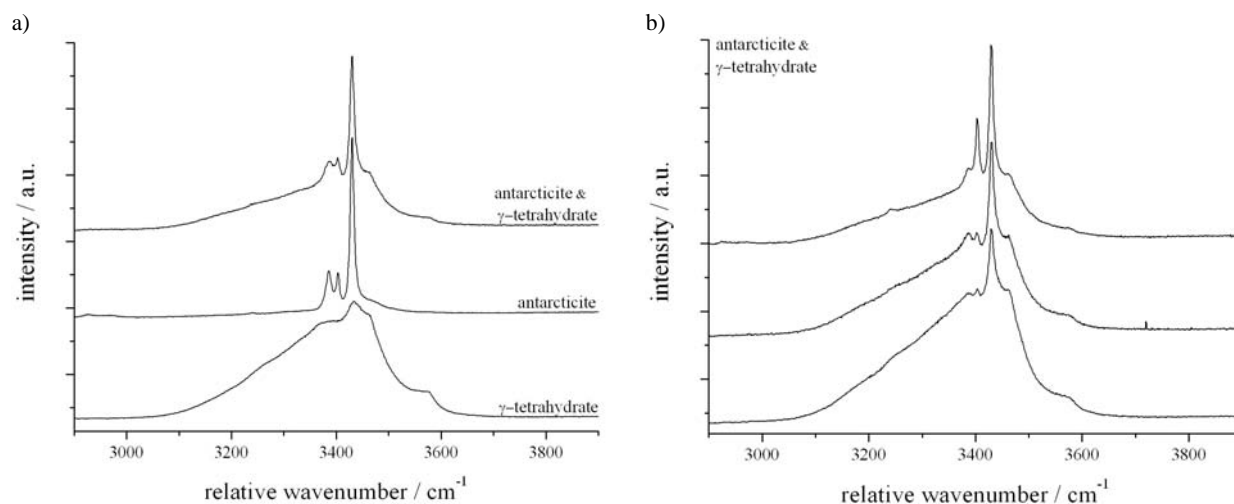 a)
intensity / a.u.
antarcticite &
γ−tetrahydrate
antarcticite
γ−tetrahydrate
3000 3200 3400 3600 3800
relative wavenumber / cm⁻¹
b)
antarcticite &
γ−tetrahydrate
intensity / a.u.
3000 3200 3400 3600 3800
relative wavenumber / cm⁻¹